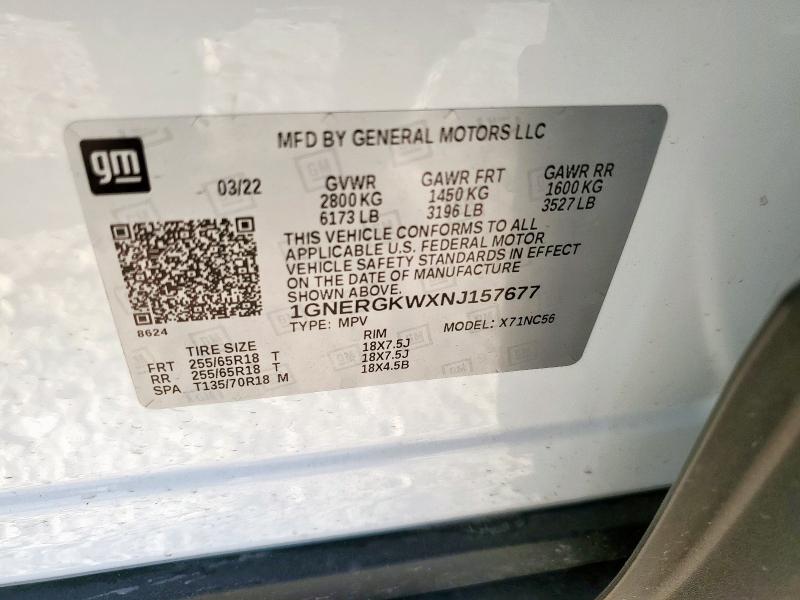 MFD BY GENERAL MOTORS LLC
gm
03/22
GVWR GAWR FRT GAWR RR
2800 KG 1450 KG 1600 KG
6173 LB 3196 LB 3527 LB
THIS VEHICLE CONFORMS TO ALL
APPLICABLE U.S. FEDERAL MOTOR
VEHICLE SAFETY STANDARDS IN EFFECT
ON THE DATE OF MANUFACTURE
SHOWN ABOVE.
1GNERGKWXNJ157677
8624
TYPE: MPV MODEL: X71NC56
TIRE SIZE RIM
FRT 255/65R18 T 18X7.5J
RR 255/65R18 T 18X7.5J
SPA T135/70R18 M 18X4.5B